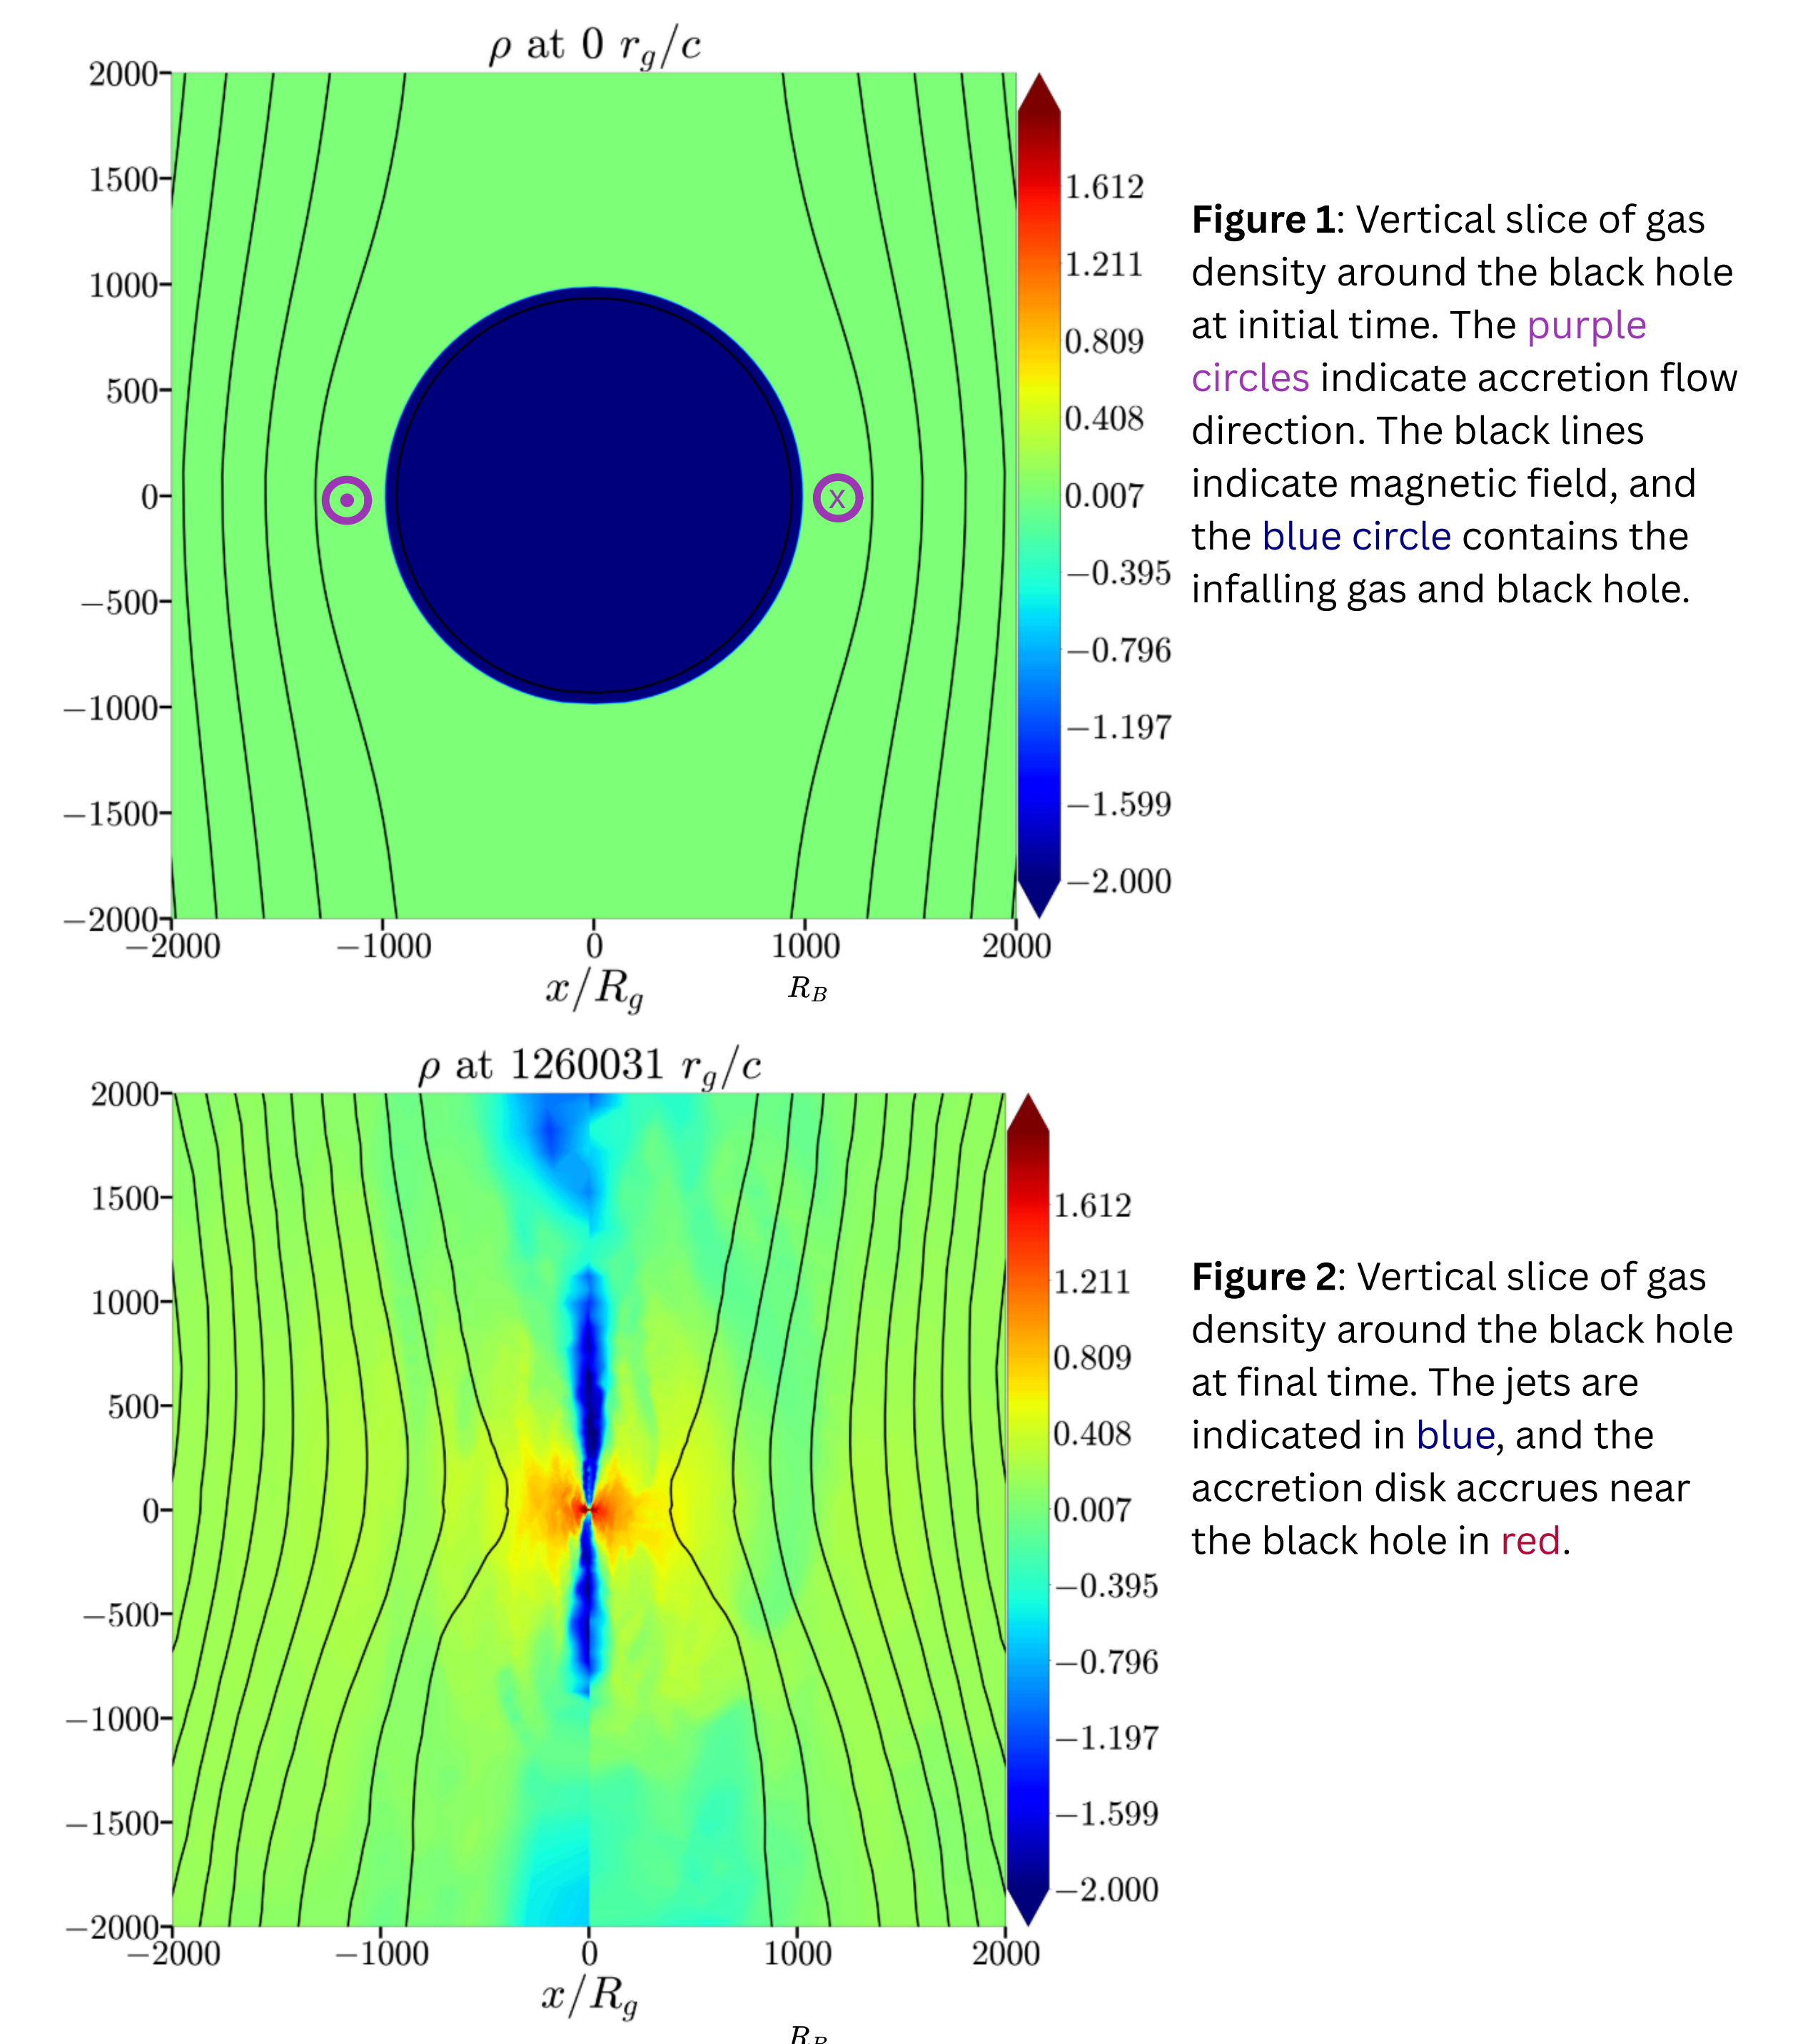 ρ at 0 r_g/c
2000
1500
1000
500
0
−500
−1000
−1500
−2000
−2000
−1000
0
1000
2000
x/R_g
R_B
1.612
1.211
0.809
0.408
0.007
−0.395
−0.796
−1.197
−1.599
−2.000
x
Figure 1: Vertical slice of gas
density around the black hole
at initial time. The purple
circles indicate accretion flow
direction. The black lines
indicate magnetic field, and
the blue circle contains the
infalling gas and black hole.
ρ at 1260031 r_g/c
2000
1500
1000
500
0
−500
−1000
−1500
−2000
−2000
−1000
0
1000
2000
x/R_g
R_B
1.612
1.211
0.809
0.408
0.007
−0.395
−0.796
−1.197
−1.599
−2.000
Figure 2: Vertical slice of gas
density around the black hole
at final time. The jets are
indicated in blue, and the
accretion disk accrues near
the black hole in red.